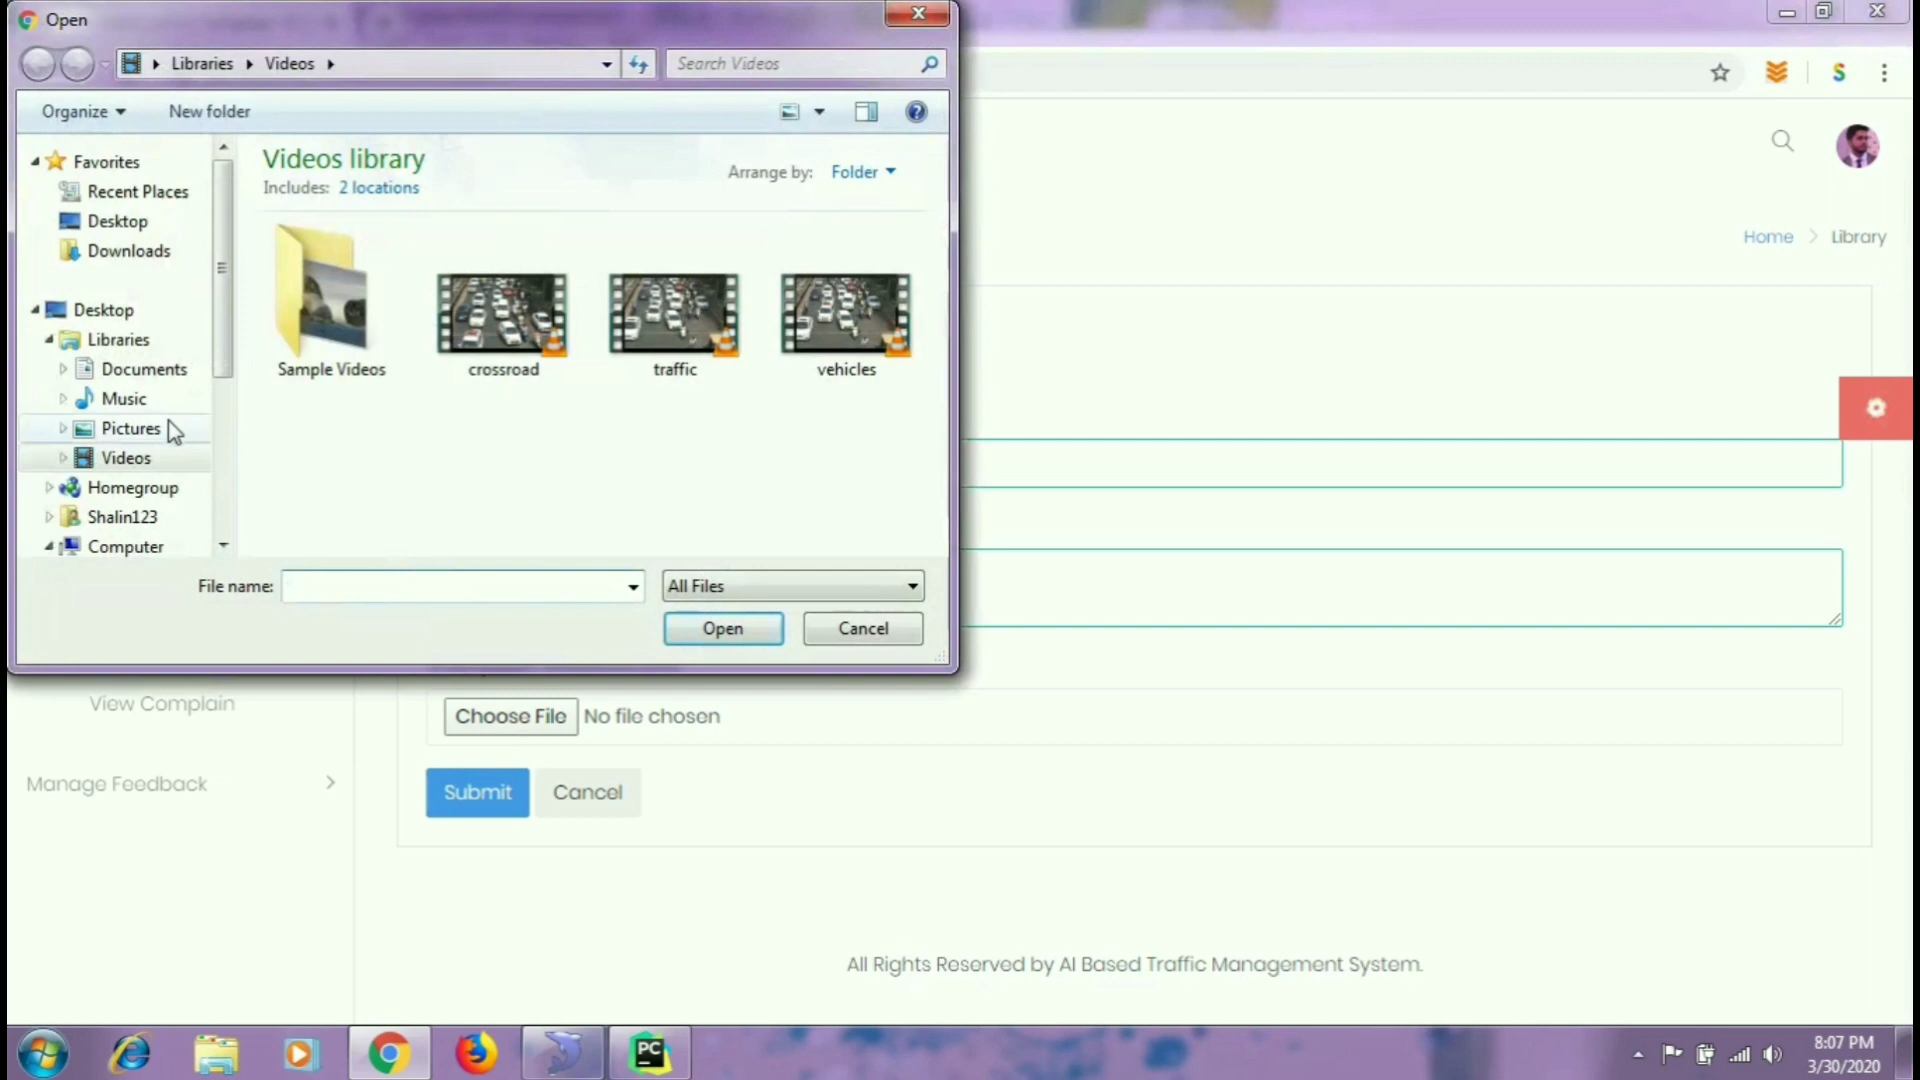 Open
Libraries Videos
Search Videos
Organize New folder
Favorites
Recent Places
Desktop
Downloads
Desktop
Libraries
Documents
Music
Pictures
Videos
Homegroup
Shalin123
Computer
Videos library
Includes: 2 locations
Arrange by: Folder
Sample Videos
crossroad
traffic
vehicles
File name:
All Files
Open
Cancel
S
Home Library
View Complain
Manage Feedback
Choose File No file chosen
Submit Cancel
All Rights Reserved by AI Based Traffic Management System.
PC
8:07 PM
3/30/2020